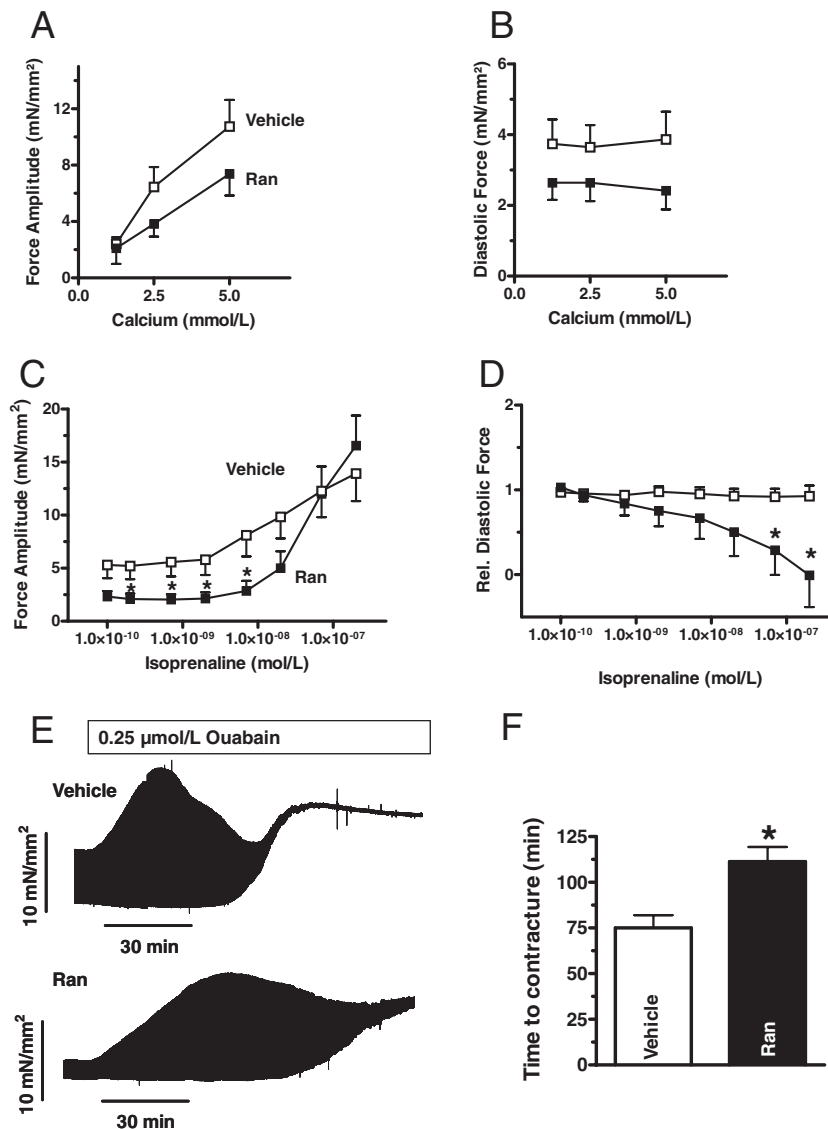 A
Force Amplitude (mN/mm²)
12
8
4
0
0.0
2.5
5.0
Calcium (mmol/L)
Vehicle
Ran
B
Diastolic Force (mN/mm²)
6
4
2
0
0.0
2.5
5.0
Calcium (mmol/L)
C
Force Amplitude (mN/mm²)
20
15
10
5
0
Vehicle
* * * *
Ran
1.0×10⁻¹⁰
1.0×10⁻⁰⁹
1.0×10⁻⁰⁸
1.0×10⁻⁰⁷
Isoprenaline (mol/L)
D
Rel. Diastolic Force
2
1
0
* *
1.0×10⁻¹⁰
1.0×10⁻⁰⁹
1.0×10⁻⁰⁸
1.0×10⁻⁰⁷
Isoprenaline (mol/L)
E
0.25 µmol/L Ouabain
Vehicle
10 mN/mm²
30 min
Ran
10 mN/mm²
30 min
F
Time to contracture (min)
125
100
75
50
25
0
*
Vehicle
Ran